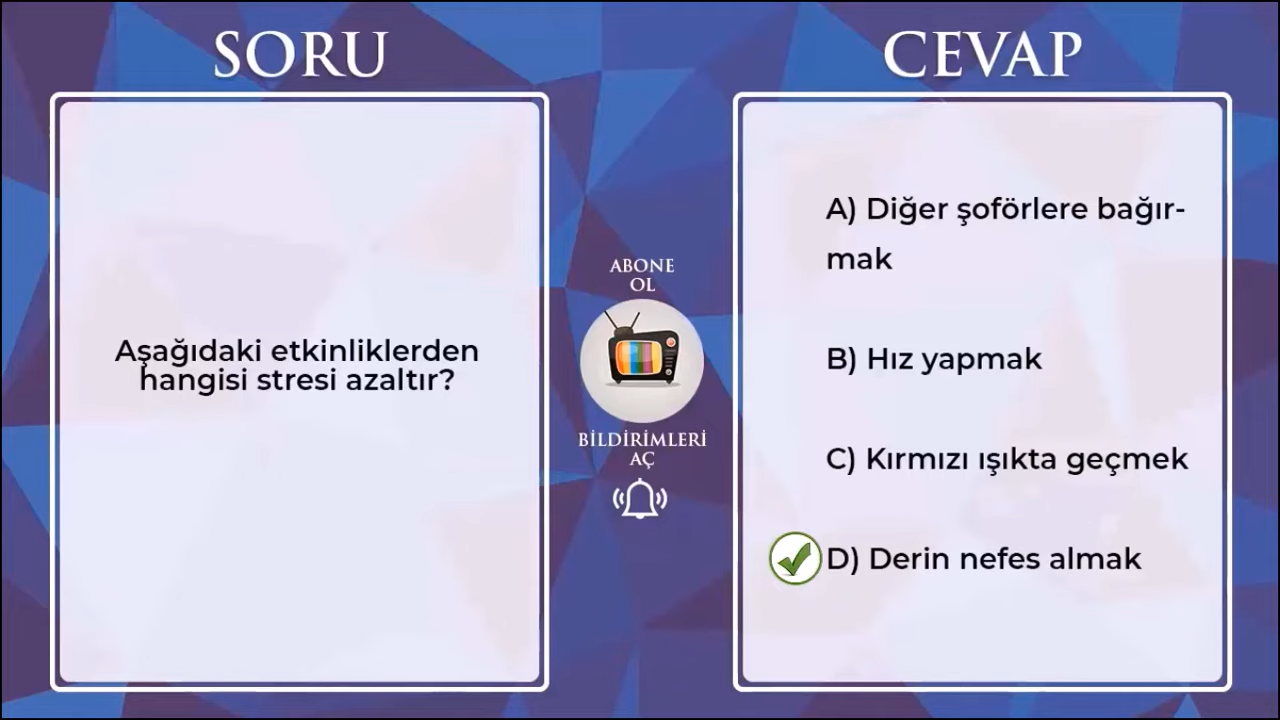 SORU
Aşağıdaki etkinliklerden
hangisi stresi azaltır?
ABONE
OL
BİLDİRİMLERİ
AÇ
CEVAP
A) Diğer şoförlere bağır-
mak
B) Hız yapmak
C) Kırmızı ışıkta geçmek
D) Derin nefes almak